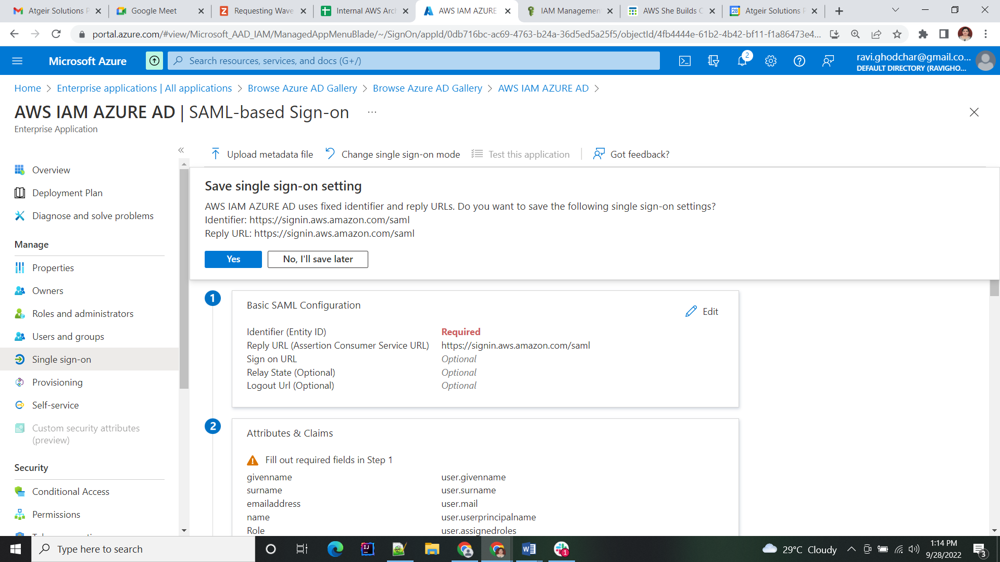 Atgeir Solutions P
Google Meet
Requesting Wave
Internal AWS Arc
AWS IAM AZURE
IAM Managemen
AWS She Builds C
28
Atgeir Solutions P
portal.azure.com/#view/Microsoft_AAD_IAM/ManagedAppMenuBlade/~/SignOn/appId/0db716bc-ac69-4763-b24a-36d5ed5a25f5/objectId/4fb4444e-61b2-4b42-bf11-f1a86473e4...
Microsoft Azure
Search resources, services, and docs (G+/)
2
ravi.ghodchar@gmail.co...
DEFAULT DIRECTORY (RAVIGHO...
Home > Enterprise applications | All applications > Browse Azure AD Gallery > Browse Azure AD Gallery > AWS IAM AZURE AD >
AWS IAM AZURE AD | SAML-based Sign-on ...
Enterprise Application
Upload metadata file
Change single sign-on mode
Test this application
Got feedback?
Overview
Deployment Plan
Diagnose and solve problems
Manage
Properties
Owners
Roles and administrators
Users and groups
Single sign-on
Provisioning
Self-service
Custom security attributes
(preview)
Security
Conditional Access
Permissions
Save single sign-on setting
AWS IAM AZURE AD uses fixed identifier and reply URLs. Do you want to save the following single sign-on settings?
Identifier: https://signin.aws.amazon.com/saml
Reply URL: https://signin.aws.amazon.com/saml
Yes
No, I'll save later
1
Basic SAML Configuration
Edit
Identifier (Entity ID) Required
Reply URL (Assertion Consumer Service URL) https://signin.aws.amazon.com/saml
Sign on URL Optional
Relay State (Optional) Optional
Logout Url (Optional) Optional
2
Attributes & Claims
Fill out required fields in Step 1
givenname user.givenname
surname user.surname
emailaddress user.mail
name user.userprincipalname
Role user.assignedroles
Type here to search
29°C Cloudy
1:14 PM
9/28/2022
3